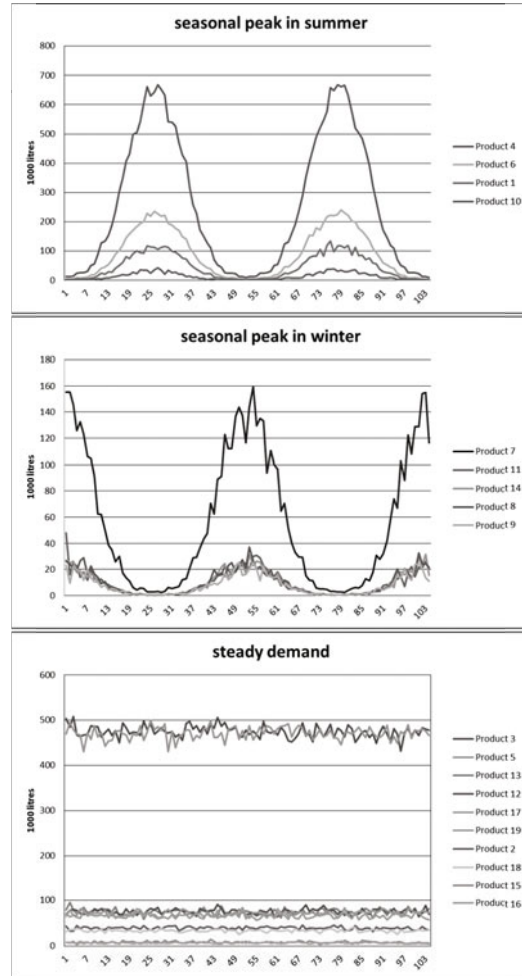 seasonal peak in summer
800
700
600
500
400
300
200
100
0
1000 litres
1 7 13 19 25 31 37 43 49 55 61 67 73 79 85 91 97 103
Product 4
Product 6
Product 1
Product 10
seasonal peak in winter
180
160
140
120
100
80
60
40
20
0
1000 litres
1 7 13 19 25 31 37 43 49 55 61 67 73 79 85 91 97 103
Product 7
Product 11
Product 14
Product 8
Product 9
steady demand
600
500
400
300
200
100
0
1000 litres
1 7 13 19 25 31 37 43 49 55 61 67 73 79 85 91 97 103
Product 3
Product 5
Product 13
Product 12
Product 17
Product 19
Product 2
Product 18
Product 15
Product 16